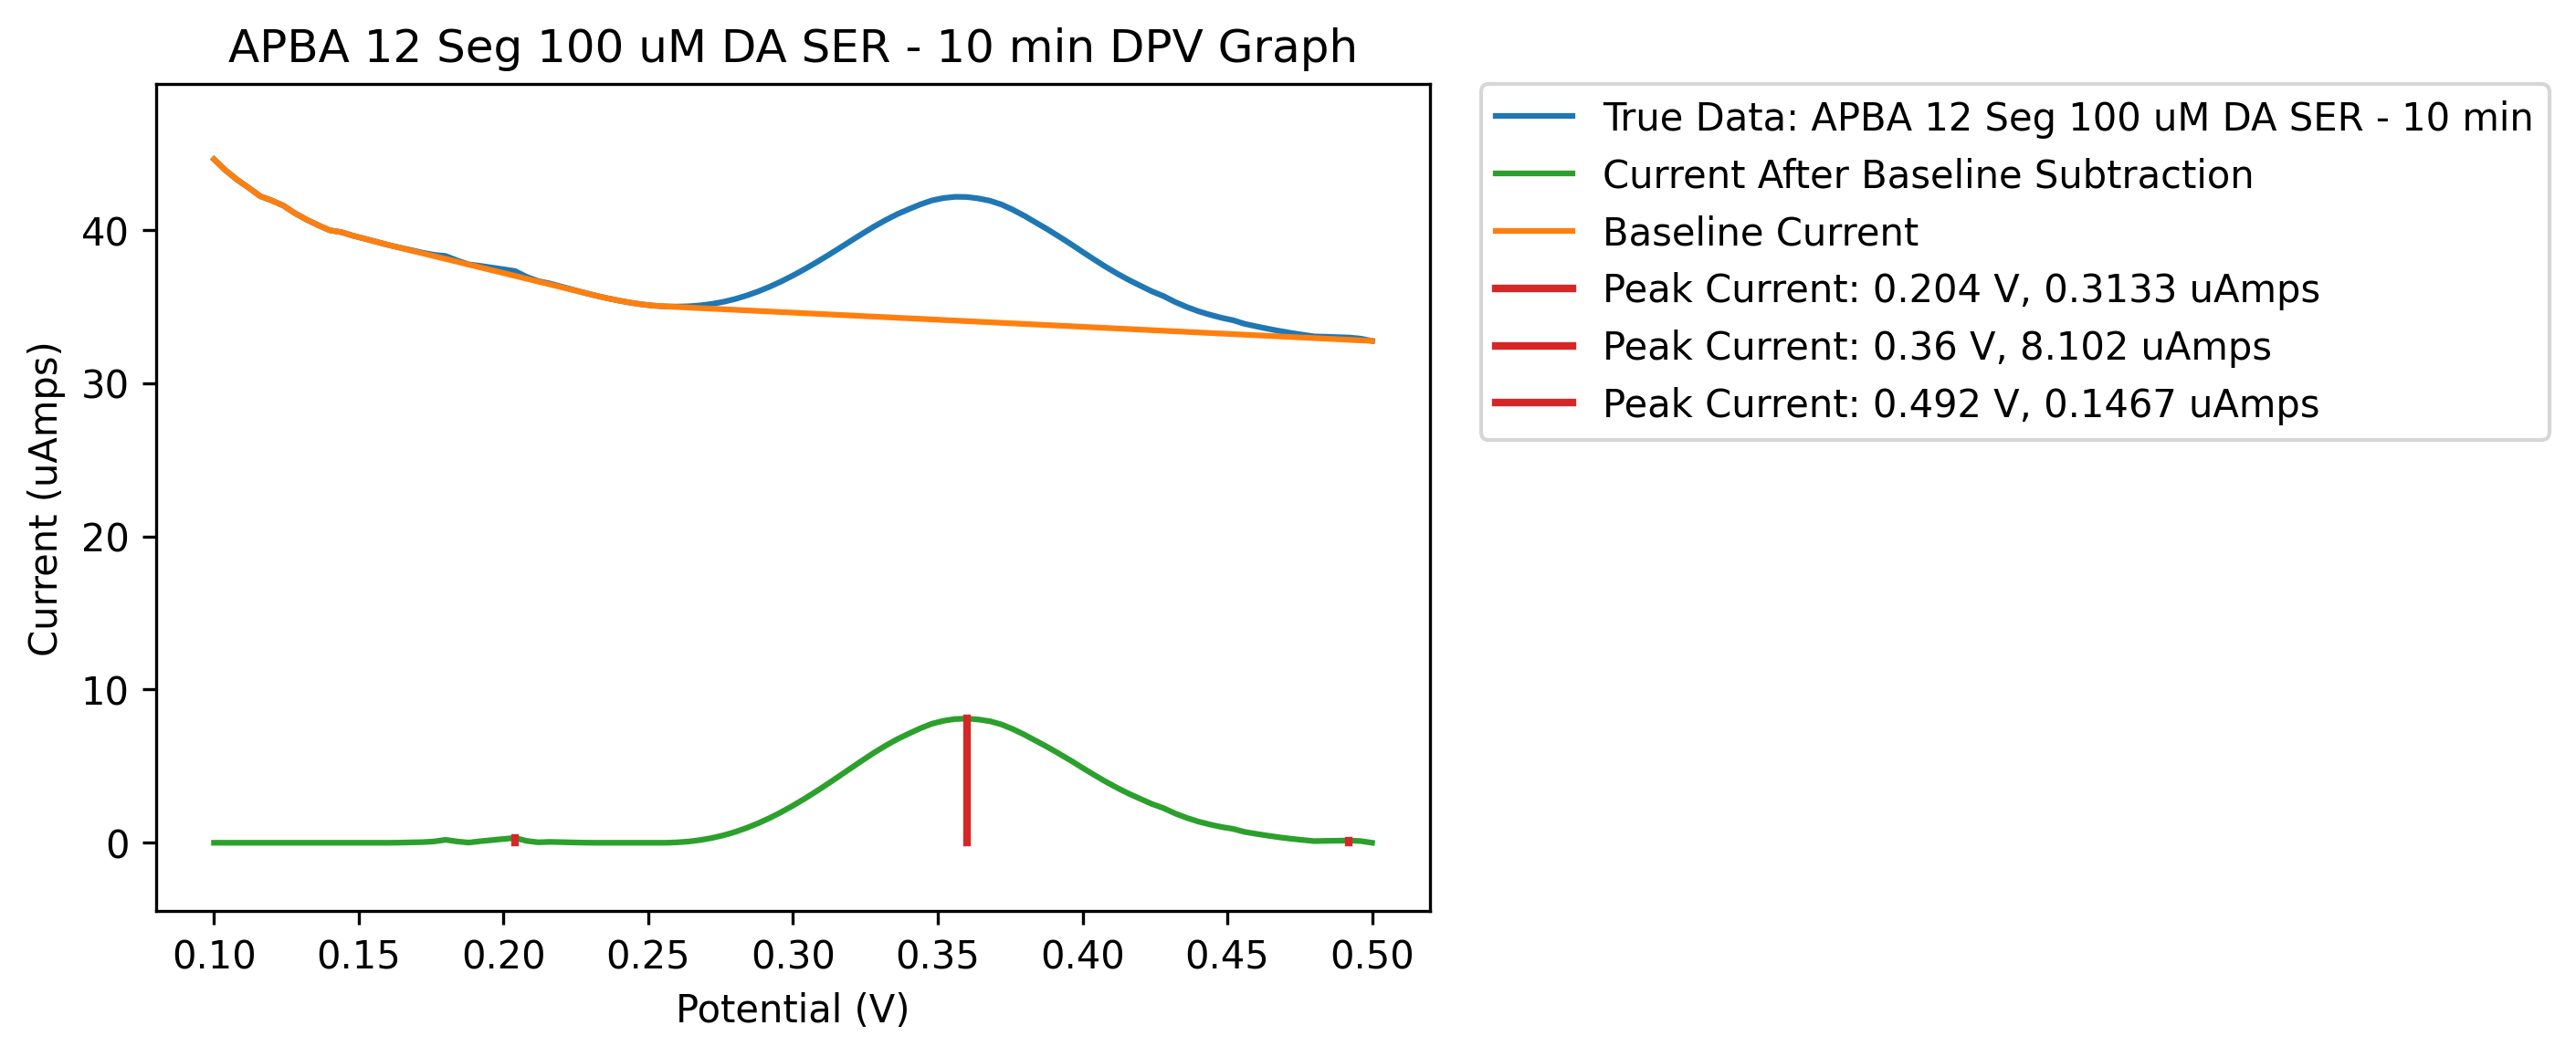 APBA 12 Seg 100 uM DA SER - 10 min DPV Graph
True Data: APBA 12 Seg 100 uM DA SER - 10 min
Current After Baseline Subtraction
Baseline Current
Peak Current: 0.204 V, 0.3133 uAmps
Peak Current: 0.36 V, 8.102 uAmps
Peak Current: 0.492 V, 0.1467 uAmps
Current (uAmps)
40
30
20
10
0
0.10 0.15 0.20 0.25 0.30 0.35 0.40 0.45 0.50
Potential (V)